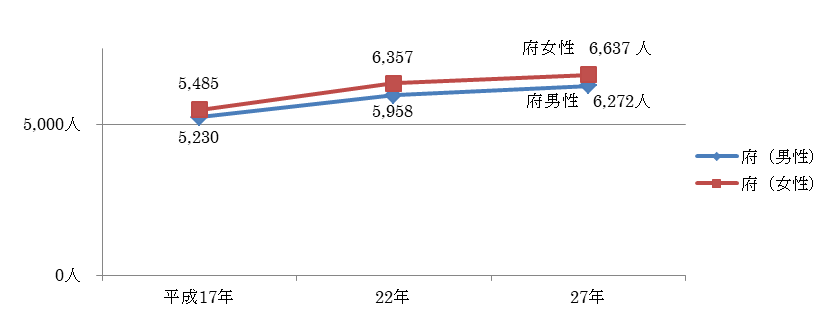 府女性 6,637 人
6,357
5,485
府男性 6,272人
5,958
5,000人
5,230
府（男性）
府（女性）
0人
平成17年
22年
27年